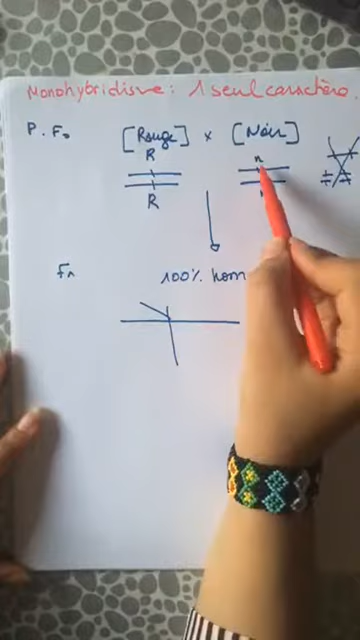 Monohybridisme : 1 seul caractère.
P. F₀ [Rouge] × [Noir]
R n
R
F₁ 100% hom